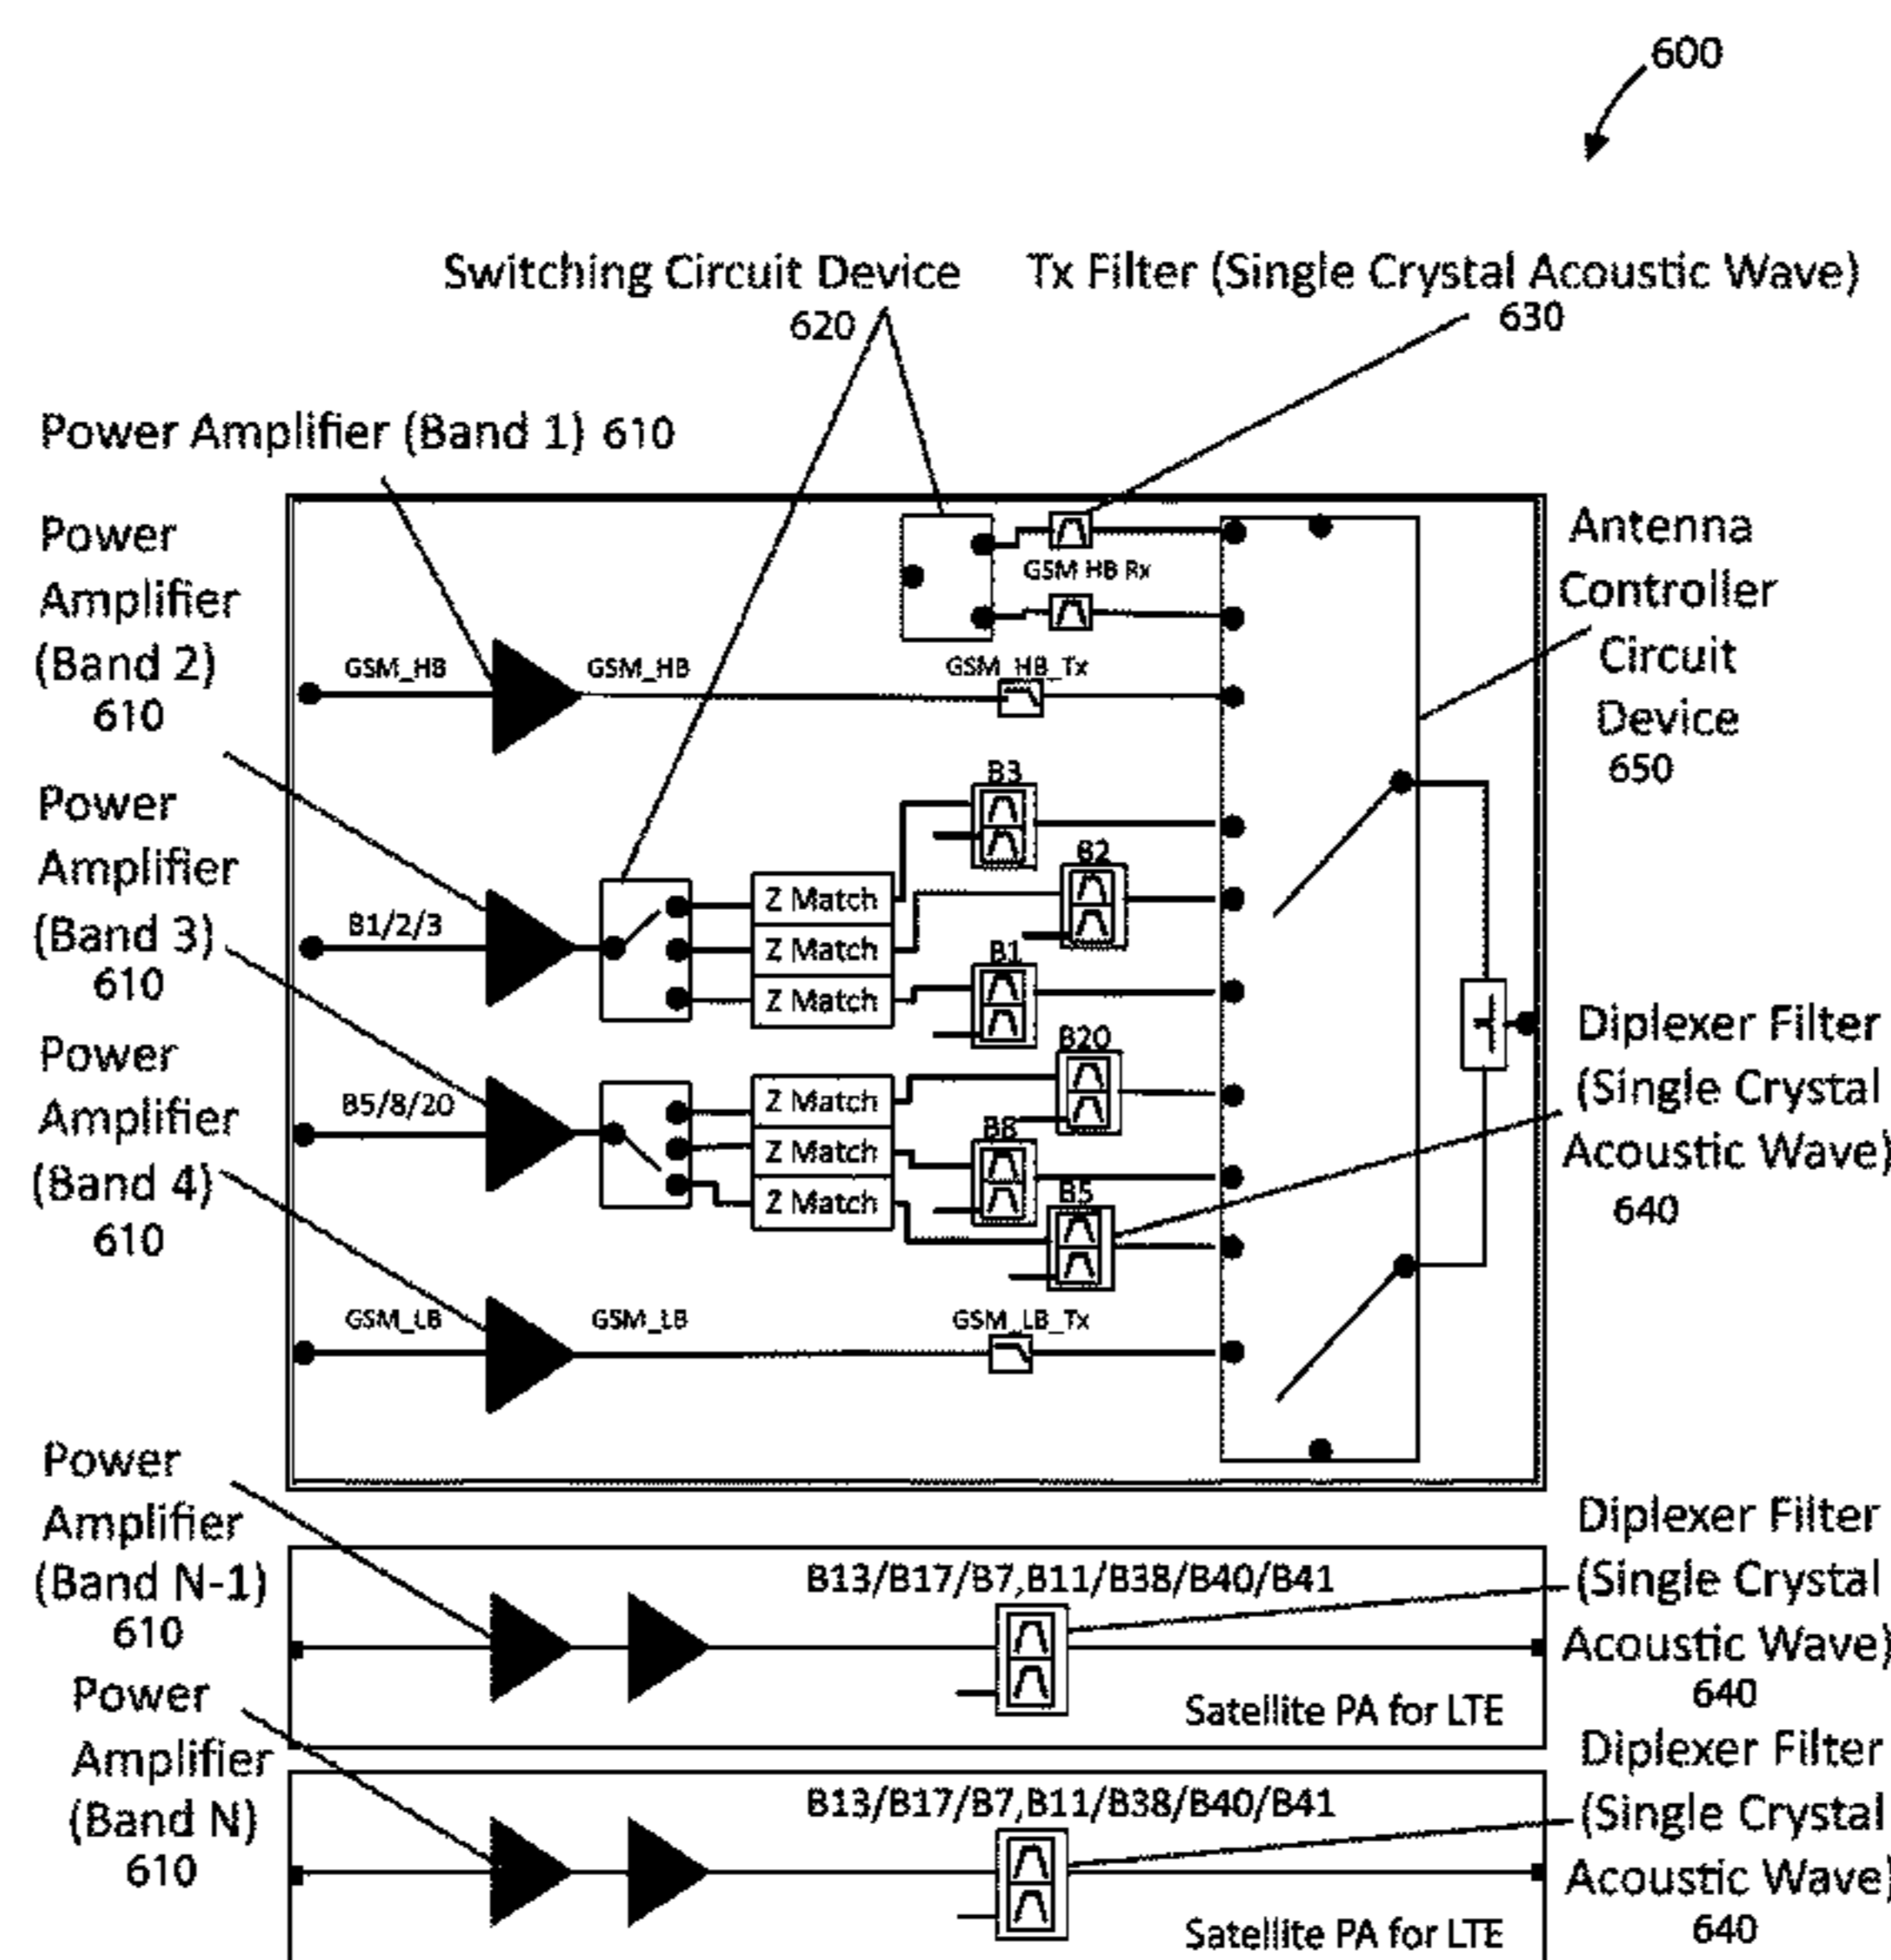 600
Switching Circuit Device
620
Tx Filter (Single Crystal Acoustic Wave)
630
Power Amplifier (Band 1) 610
Power
Amplifier
(Band 2)
610
Power
Amplifier
(Band 3)
610
Power
Amplifier
(Band 4)
610
Antenna
Controller
Circuit
Device
650
GSM HB Rx
GSM_HB
GSM_HB
GSM_HB_Tx
B3
B2
B1/2/3
Z Match
Z Match
Z Match
B1
B20
B5/8/20
Z Match
Z Match
Z Match
B8
B5
Diplexer Filter
(Single Crystal
Acoustic Wave)
640
GSM_LB
GSM_LB
GSM_LB_Tx
Power
Amplifier
(Band N-1)
610
B13/B17/B7,B11/B38/B40/B41
Satellite PA for LTE
Diplexer Filter
(Single Crystal
Acoustic Wave)
640
Power
Amplifier
(Band N)
610
B13/B17/B7,B11/B38/B40/B41
Satellite PA for LTE
Diplexer Filter
(Single Crystal
Acoustic Wave)
640